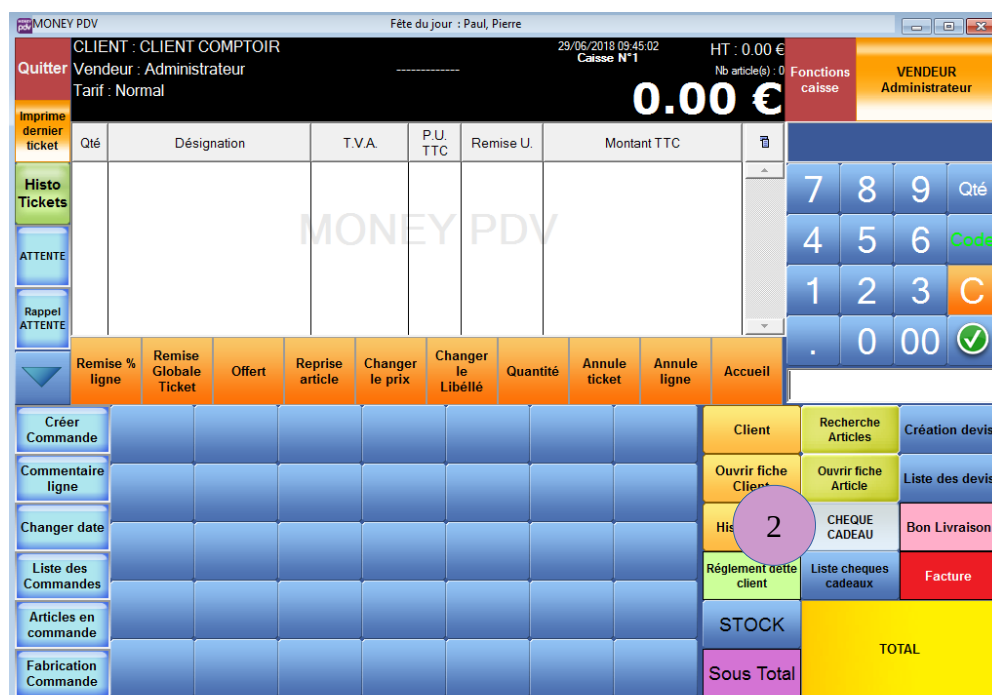 MONEY PDV
Fête du jour : Paul, Pierre
Quitter
CLIENT : CLIENT COMPTOIR
Vendeur : Administrateur
Tarif : Normal
-------------
29/06/2018 09:45:02
Caisse N°1
HT : 0.00 €
Nb article(s) : 0
0.00 €
Fonctions
caisse
VENDEUR
Administrateur
Imprime
dernier
ticket
Qté
Désignation
T.V.A.
P.U.
TTC
Remise U.
Montant TTC
Histo
Tickets
ATTENTE
Rappel
ATTENTE
MONEY PDV
7 8 9 Qté
4 5 6 Code
1 2 3 C
. 0 00
Remise %
ligne
Remise
Globale
Ticket
Offert
Reprise
article
Changer
le prix
Changer
le
Libéllé
Quantité
Annule
ticket
Annule
ligne
Accueil
Créer
Commande
Commentaire
ligne
Changer date
Liste des
Commandes
Articles en
commande
Fabrication
Commande
Client
Recherche
Articles
Création devis
Ouvrir fiche
Client
Ouvrir fiche
Article
Liste des devis
2
CHEQUE
CADEAU
Bon Livraison
Réglement dette
client
Liste cheques
cadeaux
Facture
STOCK
Sous Total
TOTAL